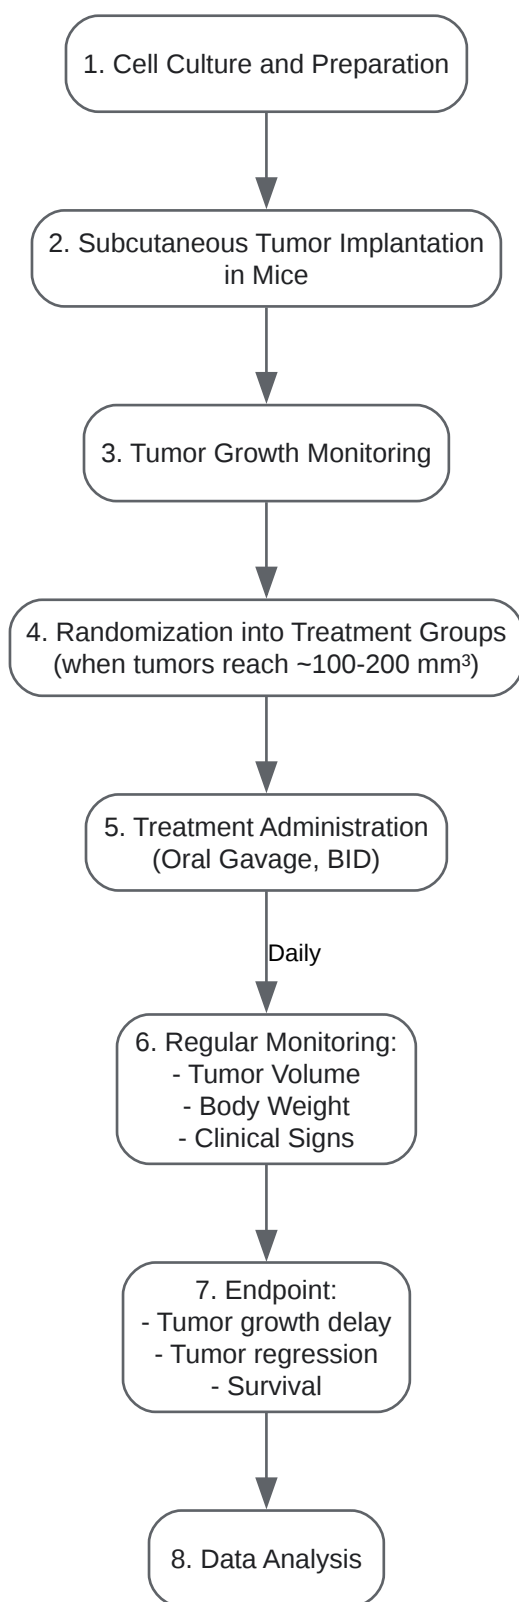 1. Cell Culture and Preparation
2. Subcutaneous Tumor Implantation
in Mice
3. Tumor Growth Monitoring
4. Randomization into Treatment Groups
(when tumors reach ~100-200 mm³)
5. Treatment Administration
(Oral Gavage, BID)
Daily
6. Regular Monitoring:
- Tumor Volume
- Body Weight
- Clinical Signs
7. Endpoint:
- Tumor growth delay
- Tumor regression
- Survival
8. Data Analysis